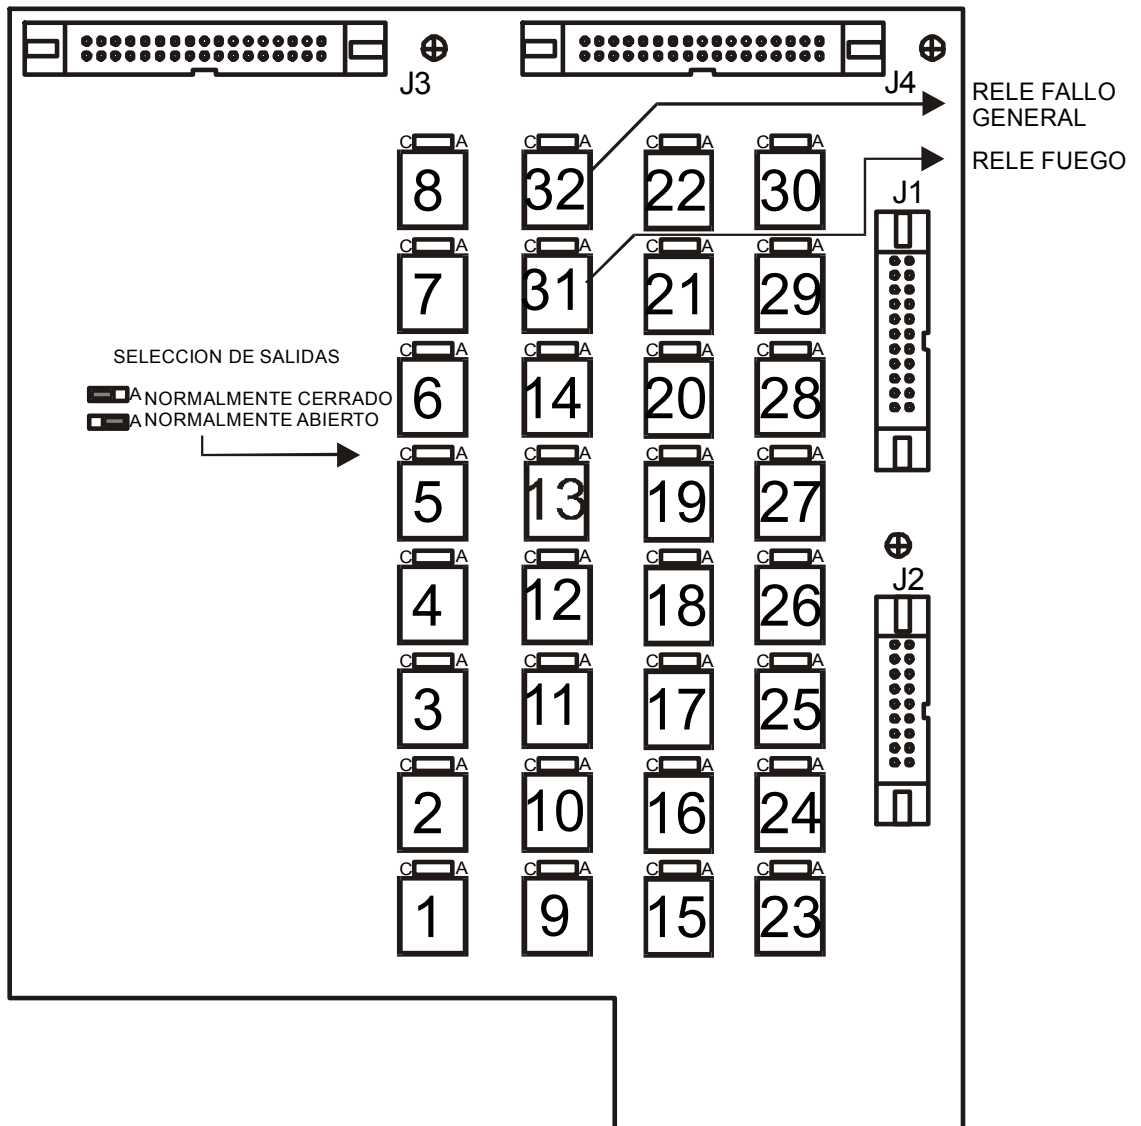 J3
J4
RELE FALLO
GENERAL
RELE FUEGO
J1
C A C A C A C A
8 32 22 30
C A C A C A C A
7 31 21 29
SELECCION DE SALIDAS
A NORMALMENTE CERRADO
A NORMALMENTE ABIERTO
C A C A C A C A
6 14 20 28
C A C A C A C A
5 13 19 27
J2
C A C A C A C A
4 12 18 26
C A C A C A C A
3 11 17 25
C A C A C A C A
2 10 16 24
C A C A C A C A
1 9 15 23